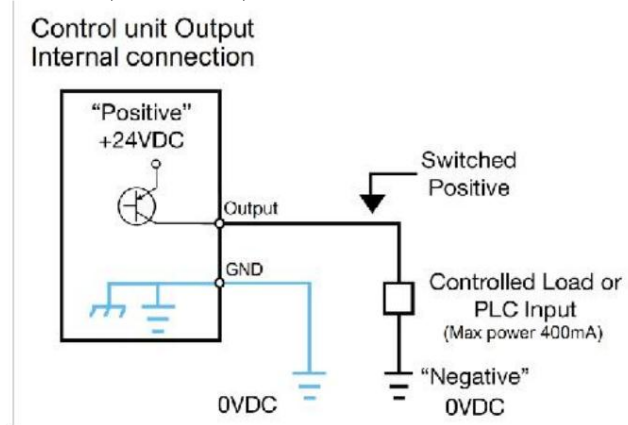 Control unit Output
Internal connection
“Positive”
+24VDC
Switched
Positive
Output
GND
Controlled Load or
PLC Input
(Max power 400mA)
“Negative”
0VDC
0VDC